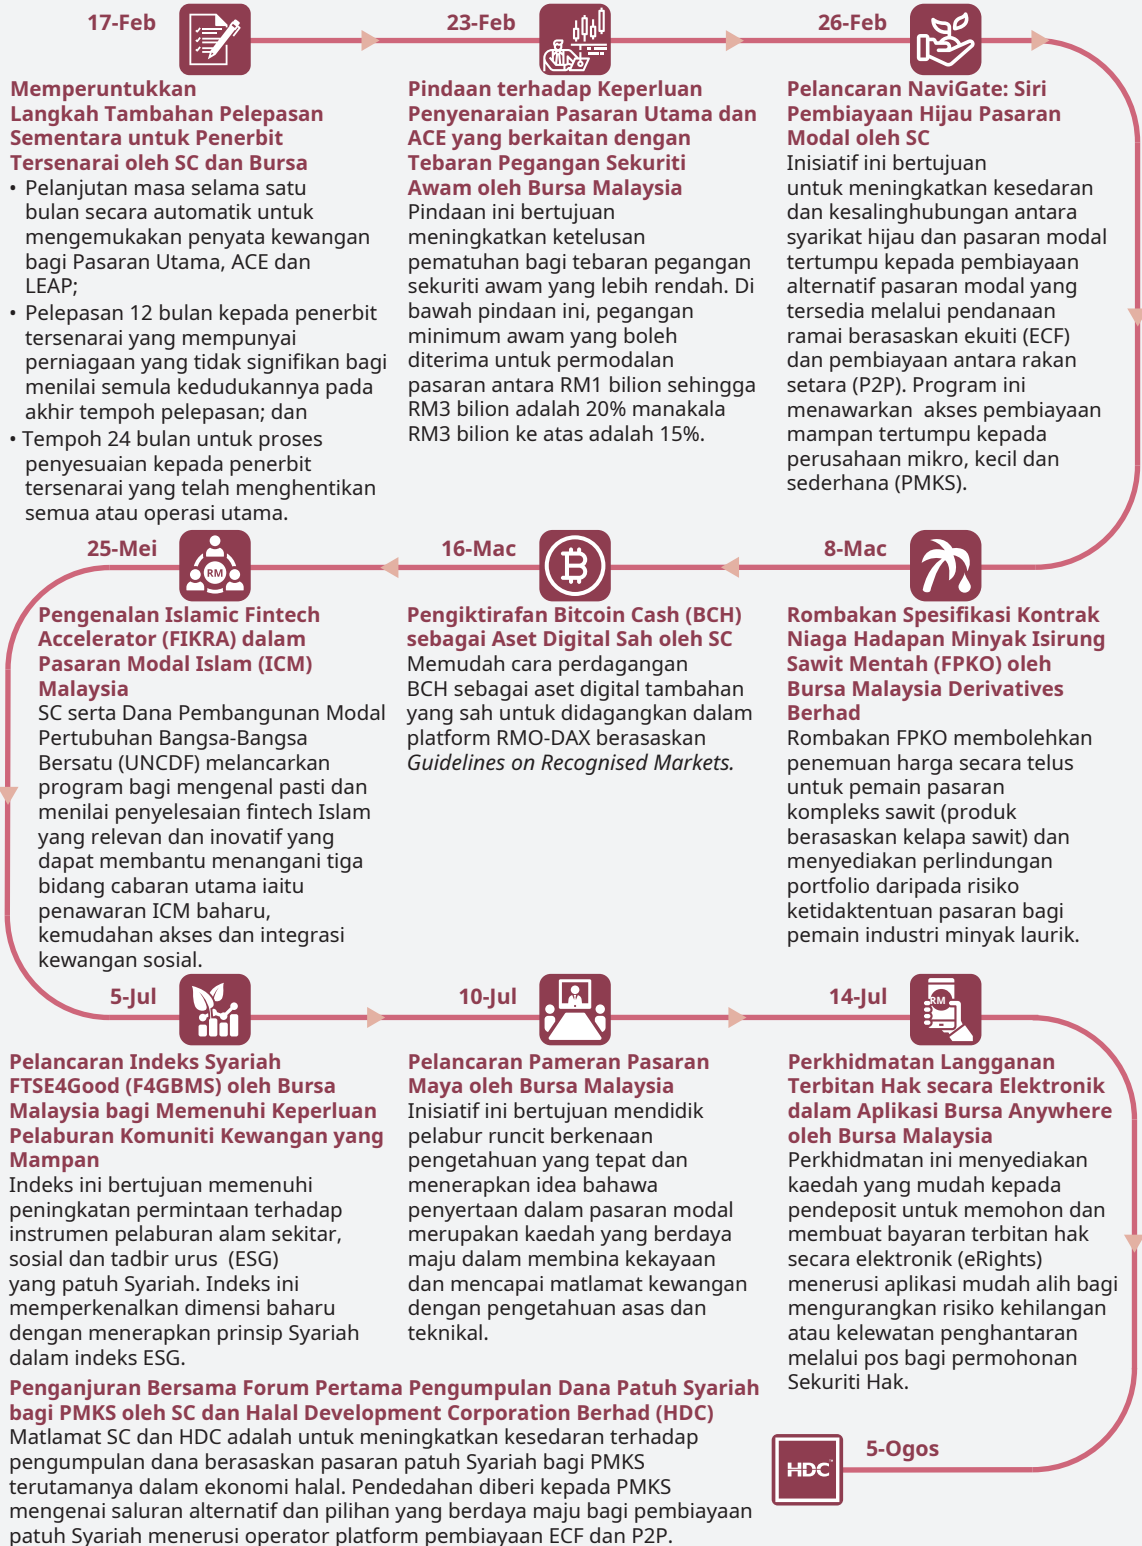 17-Feb
Memperuntukkan
Langkah Tambahan Pelepasan
Sementara untuk Penerbit
Tersenarai oleh SC dan Bursa
• Pelanjutan masa selama satu
bulan secara automatik untuk
mengemukakan penyata kewangan
bagi Pasaran Utama, ACE dan
LEAP;
• Pelepasan 12 bulan kepada penerbit
tersenarai yang mempunyai
perniagaan yang tidak signifikan bagi
menilai semula kedudukannya pada
akhir tempoh pelepasan; dan
• Tempoh 24 bulan untuk proses
penyesuaian kepada penerbit
tersenarai yang telah menghentikan
semua atau operasi utama.
23-Feb
Pindaan terhadap Keperluan
Penyenaraian Pasaran Utama dan
ACE yang berkaitan dengan
Tebaran Pegangan Sekuriti
Awam oleh Bursa Malaysia
Pindaan ini bertujuan
meningkatkan ketelusan
pematuhan bagi tebaran pegangan
sekuriti awam yang lebih rendah. Di
bawah pindaan ini, pegangan
minimum awam yang boleh
diterima untuk permodalan
pasaran antara RM1 bilion sehingga
RM3 bilion adalah 20% manakala
RM3 bilion ke atas adalah 15%.
26-Feb
Pelancaran NaviGate: Siri
Pembiayaan Hijau Pasaran
Modal oleh SC
Inisiatif ini bertujuan
untuk meningkatkan kesedaran
dan kesalinghubungan antara
syarikat hijau dan pasaran modal
tertumpu kepada pembiayaan
alternatif pasaran modal yang
tersedia melalui pendanaan
ramai berasaskan ekuiti (ECF)
dan pembiayaan antara rakan
setara (P2P). Program ini
menawarkan  akses pembiayaan
mampan tertumpu kepada
perusahaan mikro, kecil dan
sederhana (PMKS).
25-Mei
RM
Pengenalan Islamic Fintech
Accelerator (FIKRA) dalam
Pasaran Modal Islam (ICM)
Malaysia
SC serta Dana Pembangunan Modal
Pertubuhan Bangsa-Bangsa
Bersatu (UNCDF) melancarkan
program bagi mengenal pasti dan
menilai penyelesaian fintech Islam
yang relevan dan inovatif yang
dapat membantu menangani tiga
bidang cabaran utama iaitu
penawaran ICM baharu,
kemudahan akses dan integrasi
kewangan sosial.
16-Mac
Pengiktirafan Bitcoin Cash (BCH)
sebagai Aset Digital Sah oleh SC
Memudah cara perdagangan
BCH sebagai aset digital tambahan
yang sah untuk didagangkan dalam
platform RMO-DAX berasaskan
Guidelines on Recognised Markets.
8-Mac
Rombakan Spesifikasi Kontrak
Niaga Hadapan Minyak Isirung
Sawit Mentah (FPKO) oleh
Bursa Malaysia Derivatives
Berhad
Rombakan FPKO membolehkan
penemuan harga secara telus
untuk pemain pasaran
kompleks sawit (produk
berasaskan kelapa sawit) dan
menyediakan perlindungan
portfolio daripada risiko
ketidaktentuan pasaran bagi
pemain industri minyak laurik.
5-Jul
Pelancaran Indeks Syariah
FTSE4Good (F4GBMS) oleh Bursa
Malaysia bagi Memenuhi Keperluan
Pelaburan Komuniti Kewangan yang
Mampan
Indeks ini bertujuan memenuhi
peningkatan permintaan terhadap
instrumen pelaburan alam sekitar,
sosial dan tadbir urus  (ESG)
yang patuh Syariah. Indeks ini
memperkenalkan dimensi baharu
dengan menerapkan prinsip Syariah
dalam indeks ESG.
10-Jul
Pelancaran Pameran Pasaran
Maya oleh Bursa Malaysia
Inisiatif ini bertujuan mendidik
pelabur runcit berkenaan
pengetahuan yang tepat dan
menerapkan idea bahawa
penyertaan dalam pasaran modal
merupakan kaedah yang berdaya
maju dalam membina kekayaan
dan mencapai matlamat kewangan
dengan pengetahuan asas dan
teknikal.
14-Jul
RM
Perkhidmatan Langganan
Terbitan Hak secara Elektronik
dalam Aplikasi Bursa Anywhere
oleh Bursa Malaysia
Perkhidmatan ini menyediakan
kaedah yang mudah kepada
pendeposit untuk memohon dan
membuat bayaran terbitan hak
secara elektronik (eRights)
menerusi aplikasi mudah alih bagi
mengurangkan risiko kehilangan
atau kelewatan penghantaran
melalui pos bagi permohonan
Sekuriti Hak.
Penganjuran Bersama Forum Pertama Pengumpulan Dana Patuh Syariah
bagi PMKS oleh SC dan Halal Development Corporation Berhad (HDC)
Matlamat SC dan HDC adalah untuk meningkatkan kesedaran terhadap
pengumpulan dana berasaskan pasaran patuh Syariah bagi PMKS
terutamanya dalam ekonomi halal. Pendedahan diberi kepada PMKS
mengenai saluran alternatif dan pilihan yang berdaya maju bagi pembiayaan
patuh Syariah menerusi operator platform pembiayaan ECF dan P2P.
HDC
5-Ogos